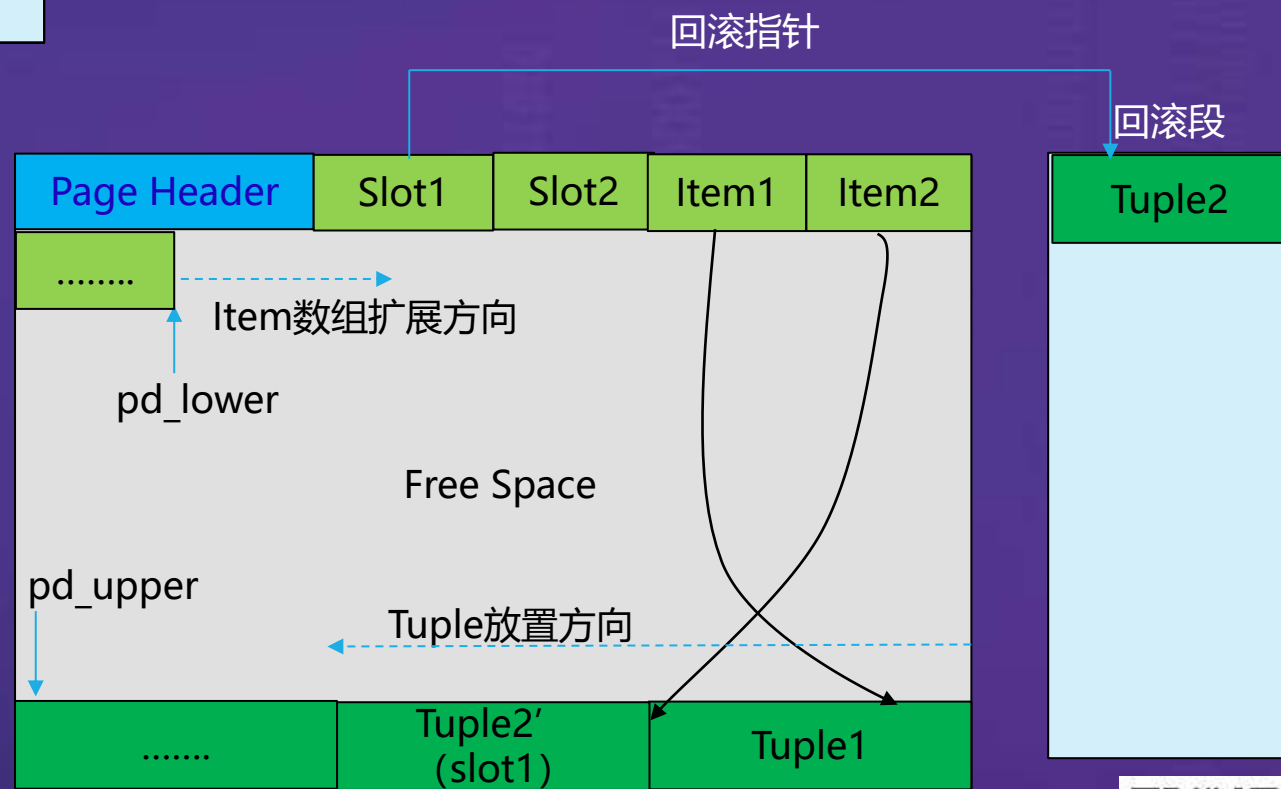 回滚指针
回滚段
Page Header
Slot1
Slot2
Item1
Item2
Tuple2
........
Item数组扩展方向
pd_lower
Free Space
pd_upper
Tuple放置方向
.......
Tuple2′
（slot1）
Tuple1